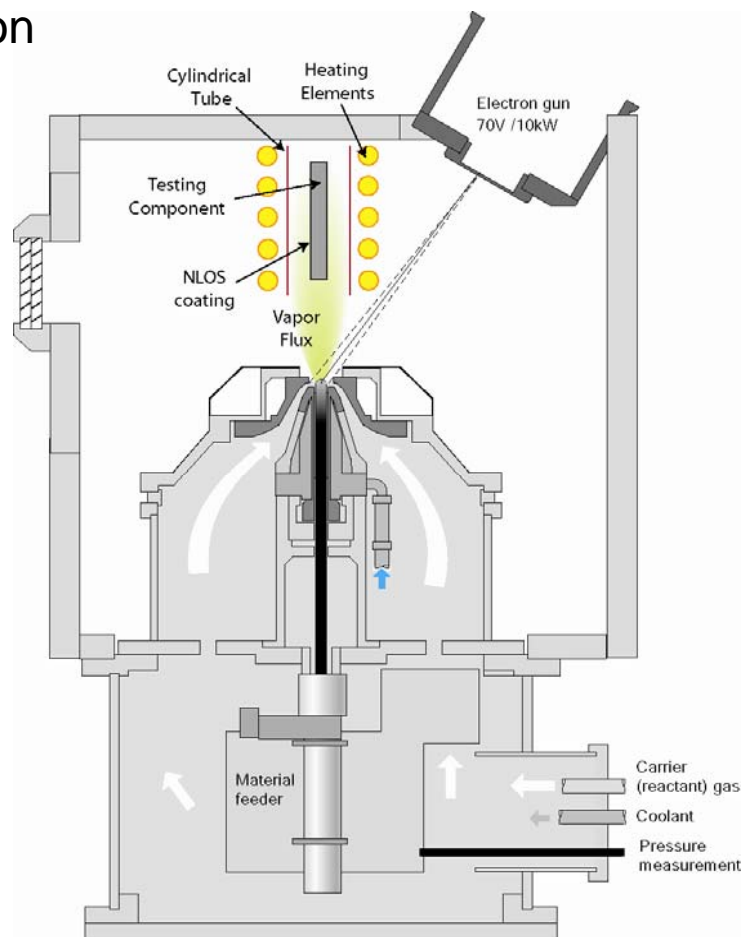 on
Cylindrical
Tube
Heating
Elements
Electron gun
70V /10kW
Testing
Component
NLOS
coating
Vapor
Flux
Material
feeder
Carrier
(reactant) gas
Coolant
Pressure
measurement